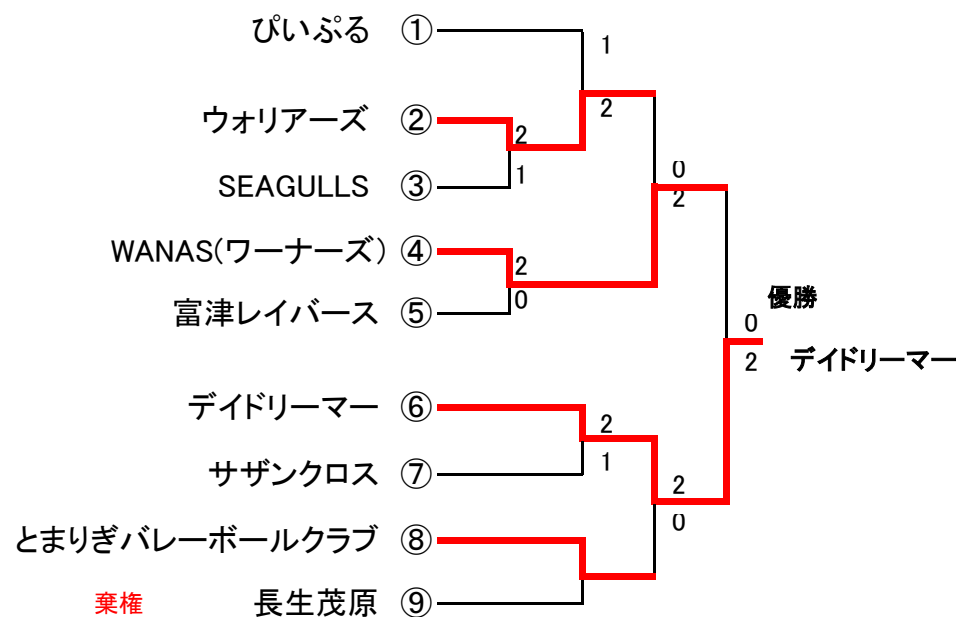 ぴいぷる ①
1
2
ウォリアーズ ②
2
SEAGULLS ③
1
0
2
WANAS(ワーナーズ) ④
2
富津レイバース ⑤
0
優勝
0
2 デイドリーマー
デイドリーマー ⑥
2
サザンクロス ⑦
1
2
0
とまりぎバレーボールクラブ ⑧
棄権 長生茂原 ⑨